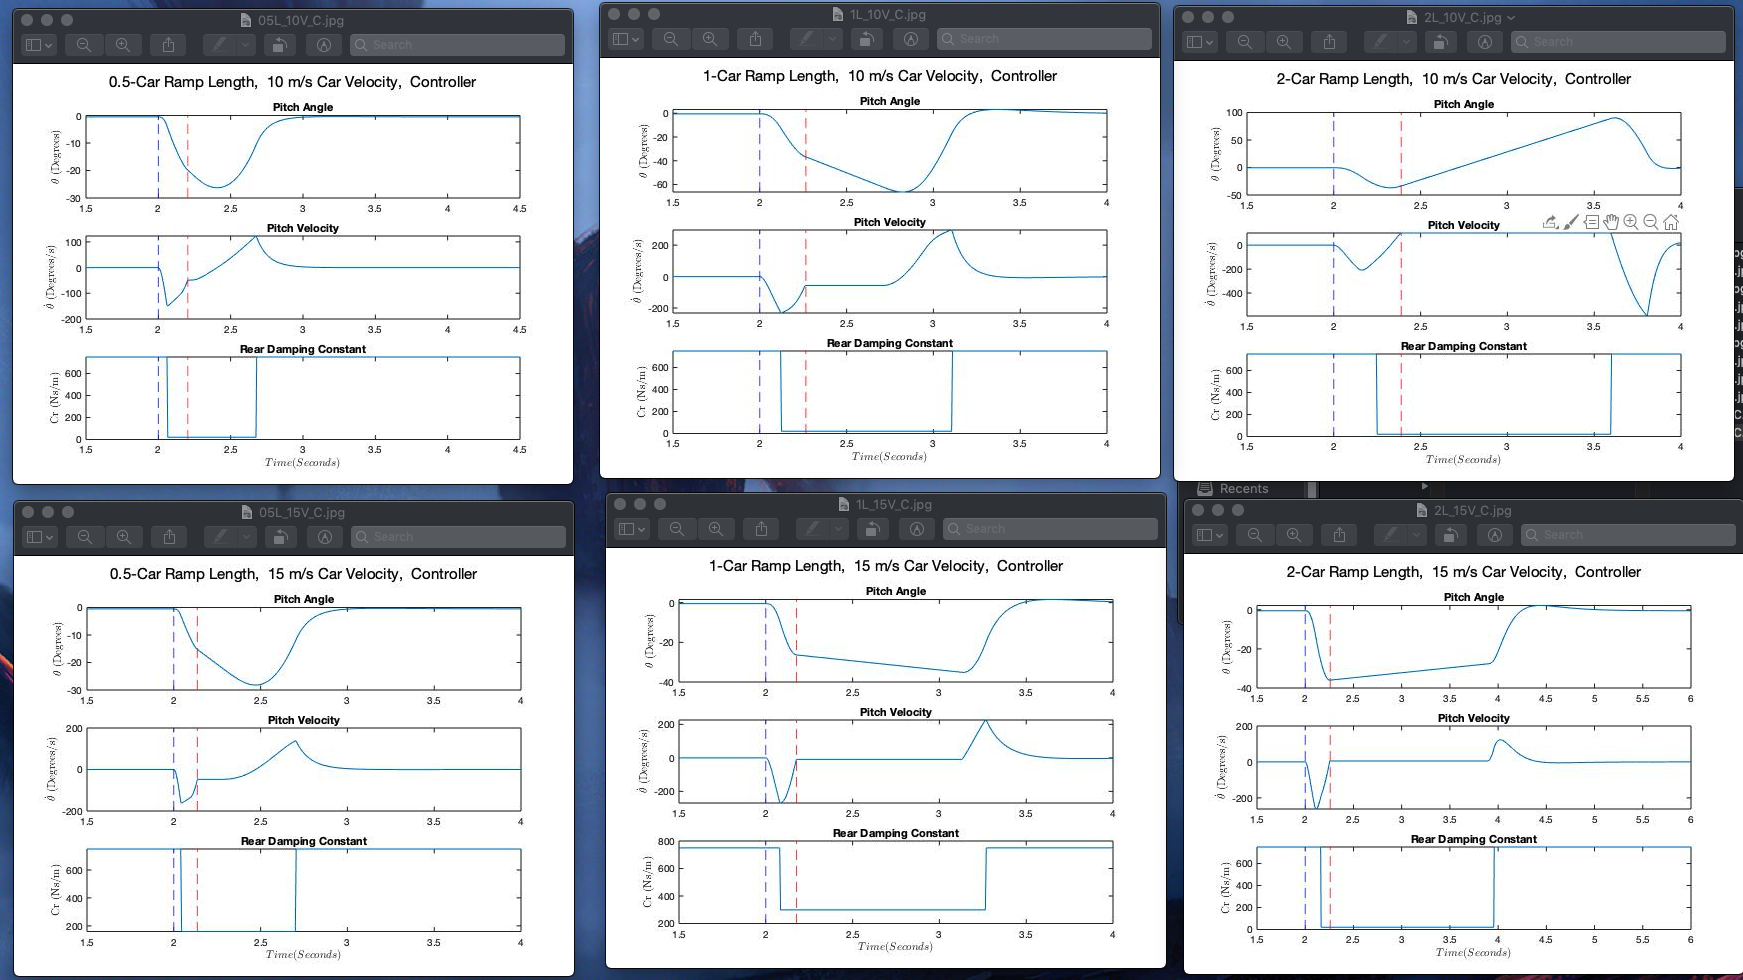 05L_10V_C.jpg
Search
0.5-Car Ramp Length, 10 m/s Car Velocity, Controller
Pitch Angle
θ (Degrees)
0
-10
-20
-30
1.5 2 2.5 3 3.5 4 4.5
Pitch Velocity
θ̇ (Degrees/s)
100
0
-100
-200
1.5 2 2.5 3 3.5 4 4.5
Rear Damping Constant
Cr (Ns/m)
600
400
200
0
1.5 2 2.5 3 3.5 4 4.5
Time(Seconds)
1L_10V_C.jpg
Search
1-Car Ramp Length, 10 m/s Car Velocity, Controller
Pitch Angle
θ (Degrees)
0
-20
-40
-60
1.5 2 2.5 3 3.5 4
Pitch Velocity
θ̇ (Degrees/s)
200
0
-200
1.5 2 2.5 3 3.5 4
Rear Damping Constant
Cr (Ns/m)
600
400
200
0
1.5 2 2.5 3 3.5 4
Time(Seconds)
2L_10V_C.jpg
Search
2-Car Ramp Length, 10 m/s Car Velocity, Controller
Pitch Angle
θ (Degrees)
100
50
0
-50
1.5 2 2.5 3 3.5 4
Pitch Velocity
θ̇ (Degrees/s)
0
-200
-400
1.5 2 2.5 3 3.5 4
Rear Damping Constant
Cr (Ns/m)
600
400
200
0
1.5 2 2.5 3 3.5 4
Time(Seconds)
Recents
05L_15V_C.jpg
Search
0.5-Car Ramp Length, 15 m/s Car Velocity, Controller
Pitch Angle
θ (Degrees)
0
-10
-20
-30
1.5 2 2.5 3 3.5 4
Pitch Velocity
θ̇ (Degrees/s)
200
0
-200
1.5 2 2.5 3 3.5 4
Rear Damping Constant
Cr (Ns/m)
600
400
200
1.5 2 2.5 3 3.5 4
Time(Seconds)
1L_15V_C.jpg
Search
1-Car Ramp Length, 15 m/s Car Velocity, Controller
Pitch Angle
θ (Degrees)
0
-20
-40
1.5 2 2.5 3 3.5 4
Pitch Velocity
θ̇ (Degrees/s)
200
0
-200
1.5 2 2.5 3 3.5 4
Rear Damping Constant
Cr (Ns/m)
800
600
400
200
1.5 2 2.5 3 3.5 4
Time(Seconds)
2L_15V_C.jpg
Search
2-Car Ramp Length, 15 m/s Car Velocity, Controller
Pitch Angle
θ (Degrees)
0
-20
-40
1.5 2 2.5 3 3.5 4 4.5 5 5.5 6
Pitch Velocity
θ̇ (Degrees/s)
200
0
-200
1.5 2 2.5 3 3.5 4 4.5 5 5.5 6
Rear Damping Constant
Cr (Ns/m)
600
400
200
0
1.5 2 2.5 3 3.5 4 4.5 5 5.5 6
Time(Seconds)